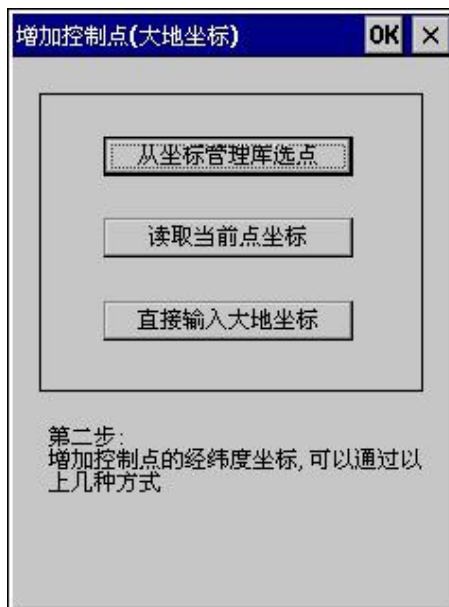 增加控制点(大地坐标) OK ×
从坐标管理库选点
读取当前点坐标
直接输入大地坐标
第二步:
增加控制点的经纬度坐标,可以通过以
上几种方式